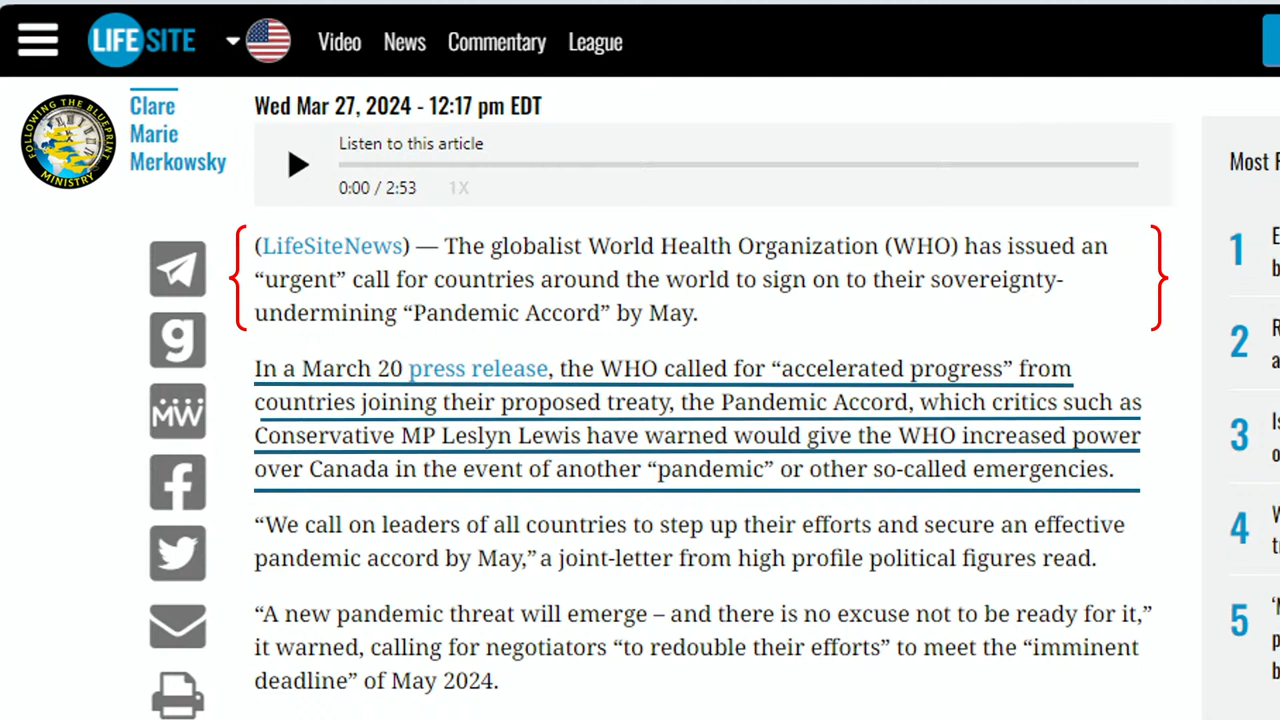 LIFESITE
Video News Commentary League
FOLLOWING THE BLUEPRINT
MINISTRY
Clare
Marie
Merkowsky
Wed Mar 27, 2024 - 12:17 pm EDT
Listen to this article
0:00 / 2:53 1X
(LifeSiteNews) — The globalist World Health Organization (WHO) has issued an
“urgent” call for countries around the world to sign on to their sovereignty-
undermining “Pandemic Accord” by May.
In a March 20 press release, the WHO called for “accelerated progress” from
countries joining their proposed treaty, the Pandemic Accord, which critics such as
Conservative MP Leslyn Lewis have warned would give the WHO increased power
over Canada in the event of another “pandemic” or other so-called emergencies.
“We call on leaders of all countries to step up their efforts and secure an effective
pandemic accord by May,” a joint-letter from high profile political figures read.
“A new pandemic threat will emerge – and there is no excuse not to be ready for it,”
it warned, calling for negotiators “to redouble their efforts” to meet the “imminent
deadline” of May 2024.
g
MW
f
Most
1
2
3
4
5